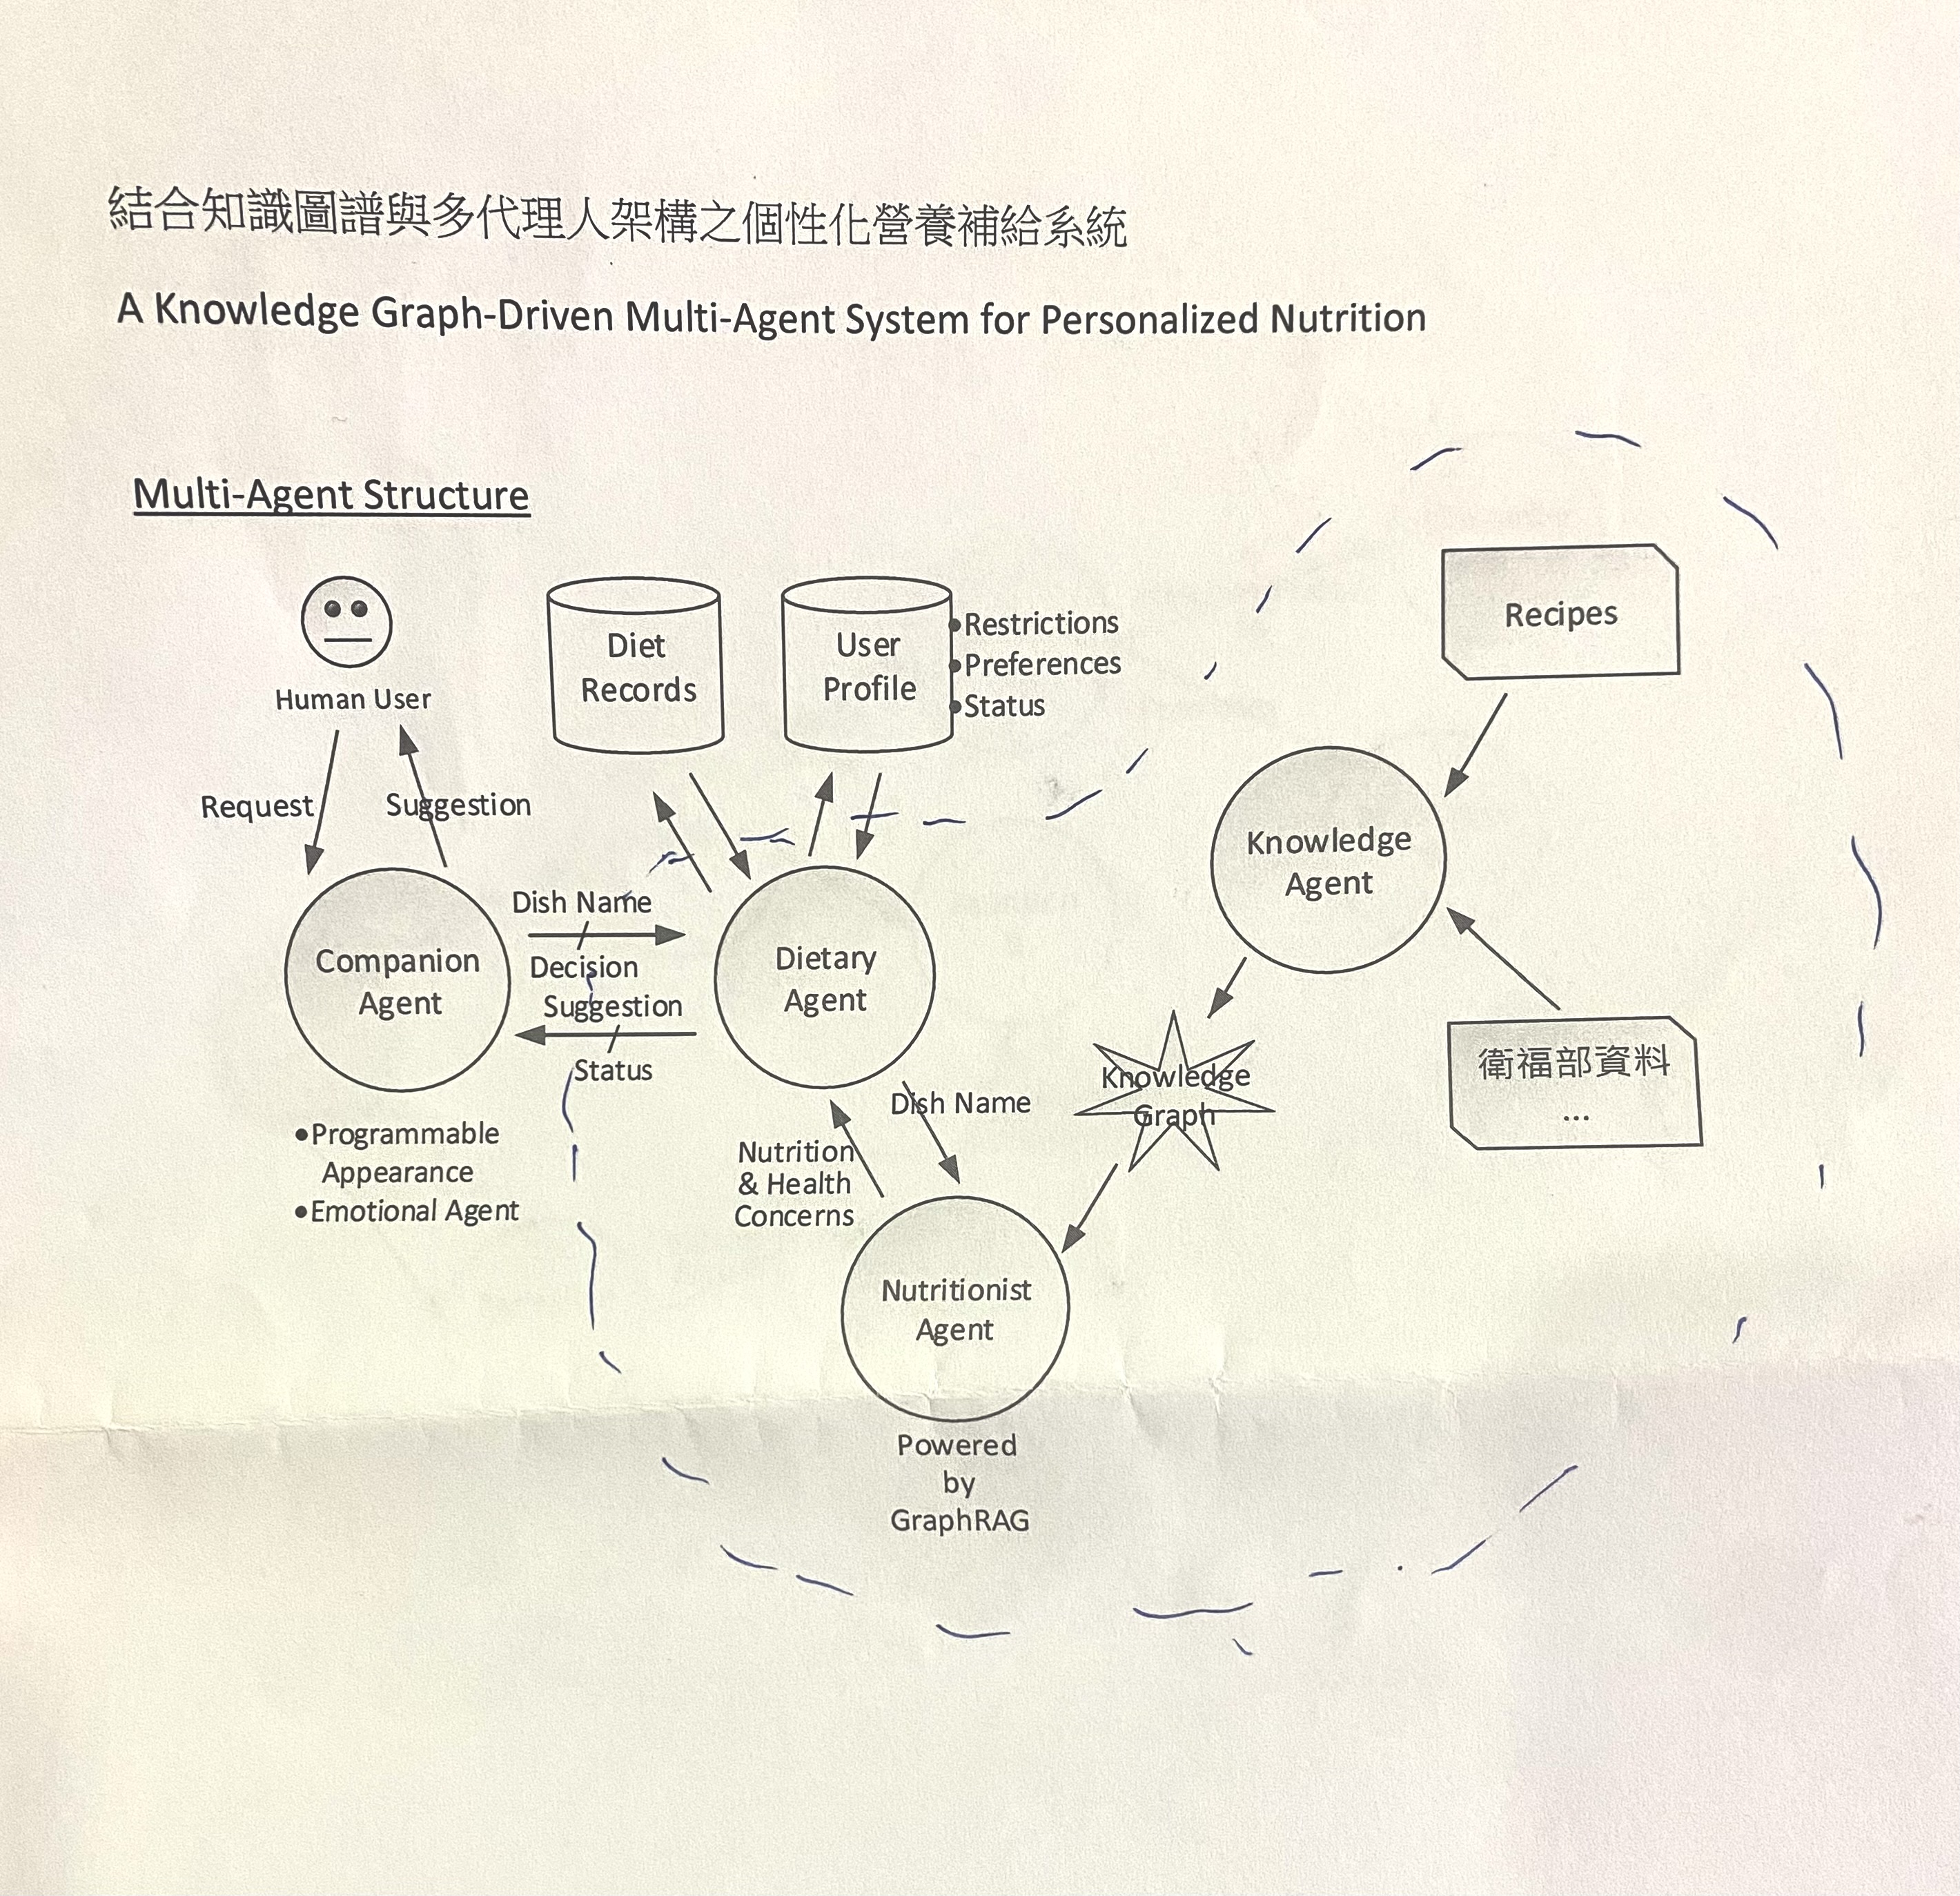 結合知識圖譜與多代理人架構之個性化營養補給系統
A Knowledge Graph-Driven Multi-Agent System for Personalized Nutrition
Multi-Agent Structure
Human User
Diet
Records
User
Profile
•Restrictions
•Preferences
•Status
Recipes
Request
Suggestion
Knowledge
Agent
Companion
Agent
Dish Name
Decision
Suggestion
Status
Dietary
Agent
衛福部資料
...
Knowledge
Graph
•Programmable
Appearance
•Emotional Agent
Nutrition
& Health
Concerns
Dish Name
Nutritionist
Agent
Powered
by
GraphRAG